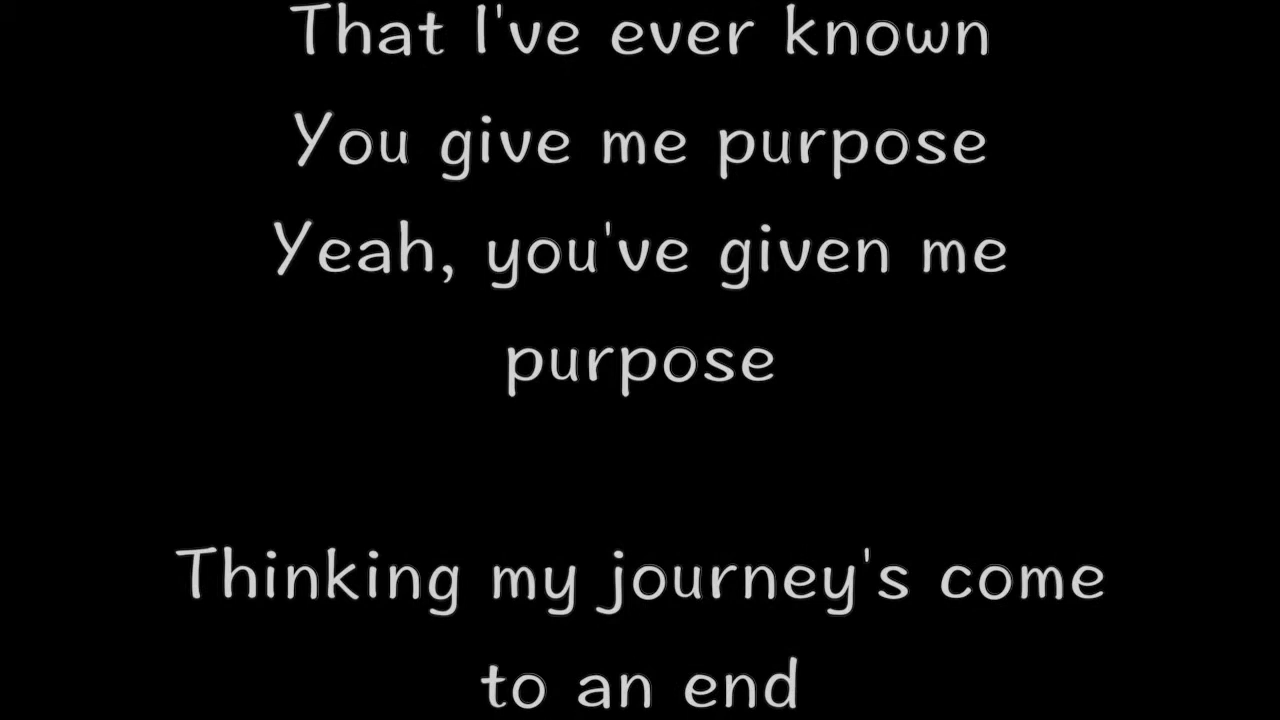 That I've ever known
You give me purpose
Yeah, you've given me
purpose
Thinking my journey's come
to an end